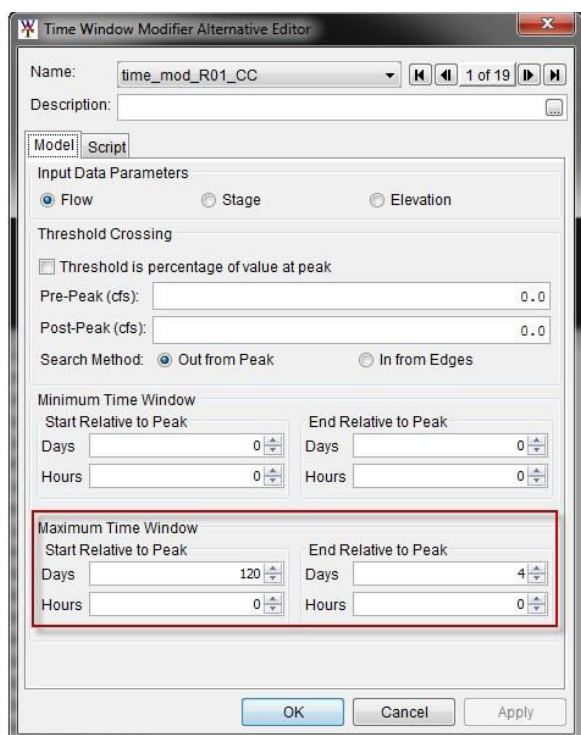 Time Window Modifier Alternative Editor
Name: time_mod_R01_CC 1 of 19
Description: ...
Model Script
Input Data Parameters
Flow Stage Elevation
Threshold Crossing
Threshold is percentage of value at peak
Pre-Peak (cfs): 0.0
Post-Peak (cfs): 0.0
Search Method: Out from Peak In from Edges
Minimum Time Window
Start Relative to Peak End Relative to Peak
Days 0 Days 0
Hours 0 Hours 0
Maximum Time Window
Start Relative to Peak End Relative to Peak
Days 120 Days 4
Hours 0 Hours 0
OK Cancel Apply